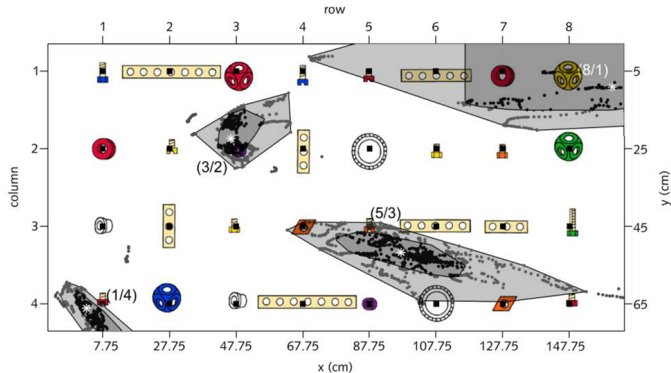 row
1 2 3 4 5 6 7 8
column
1 (8/1) 5
2 (3/2) 25
3 (5/3) 45
4 (1/4) 65
y (cm)
7.75 27.75 47.75 67.75 87.75 107.75 127.75 147.75
x (cm)